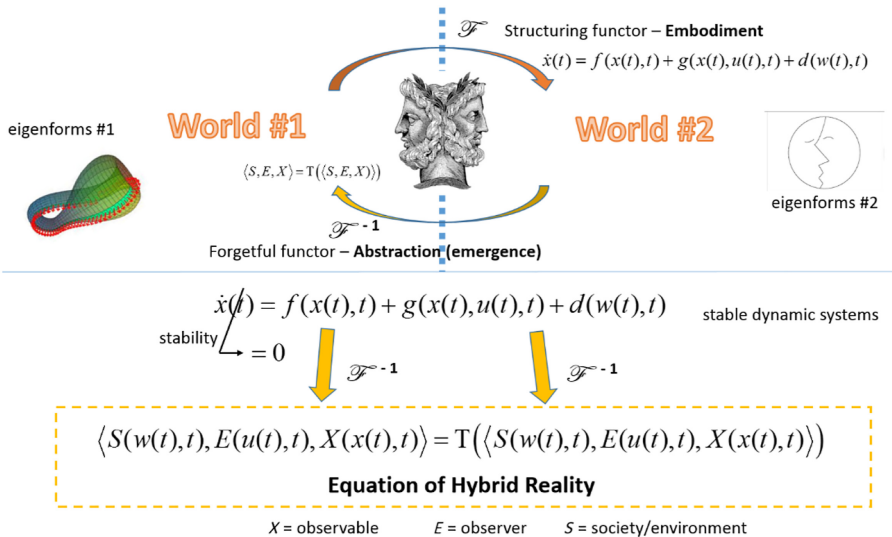 ℱ Structuring functor – Embodiment
ẋ(t) = f(x(t),t) + g(x(t),u(t),t) + d(w(t),t)
eigenforms #1
World #1
World #2
⟨S,E,X⟩=T(⟨S,E,X⟩)
eigenforms #2
ℱ - 1
Forgetful functor – Abstraction (emergence)
ẋ(t) = f(x(t),t) + g(x(t),u(t),t) + d(w(t),t)
stable dynamic systems
stability
= 0
ℱ - 1
ℱ - 1
⟨S(w(t),t), E(u(t),t), X(x(t),t)⟩ = T(⟨S(w(t),t), E(u(t),t), X(x(t),t)⟩)
Equation of Hybrid Reality
X = observable E = observer S = society/environment